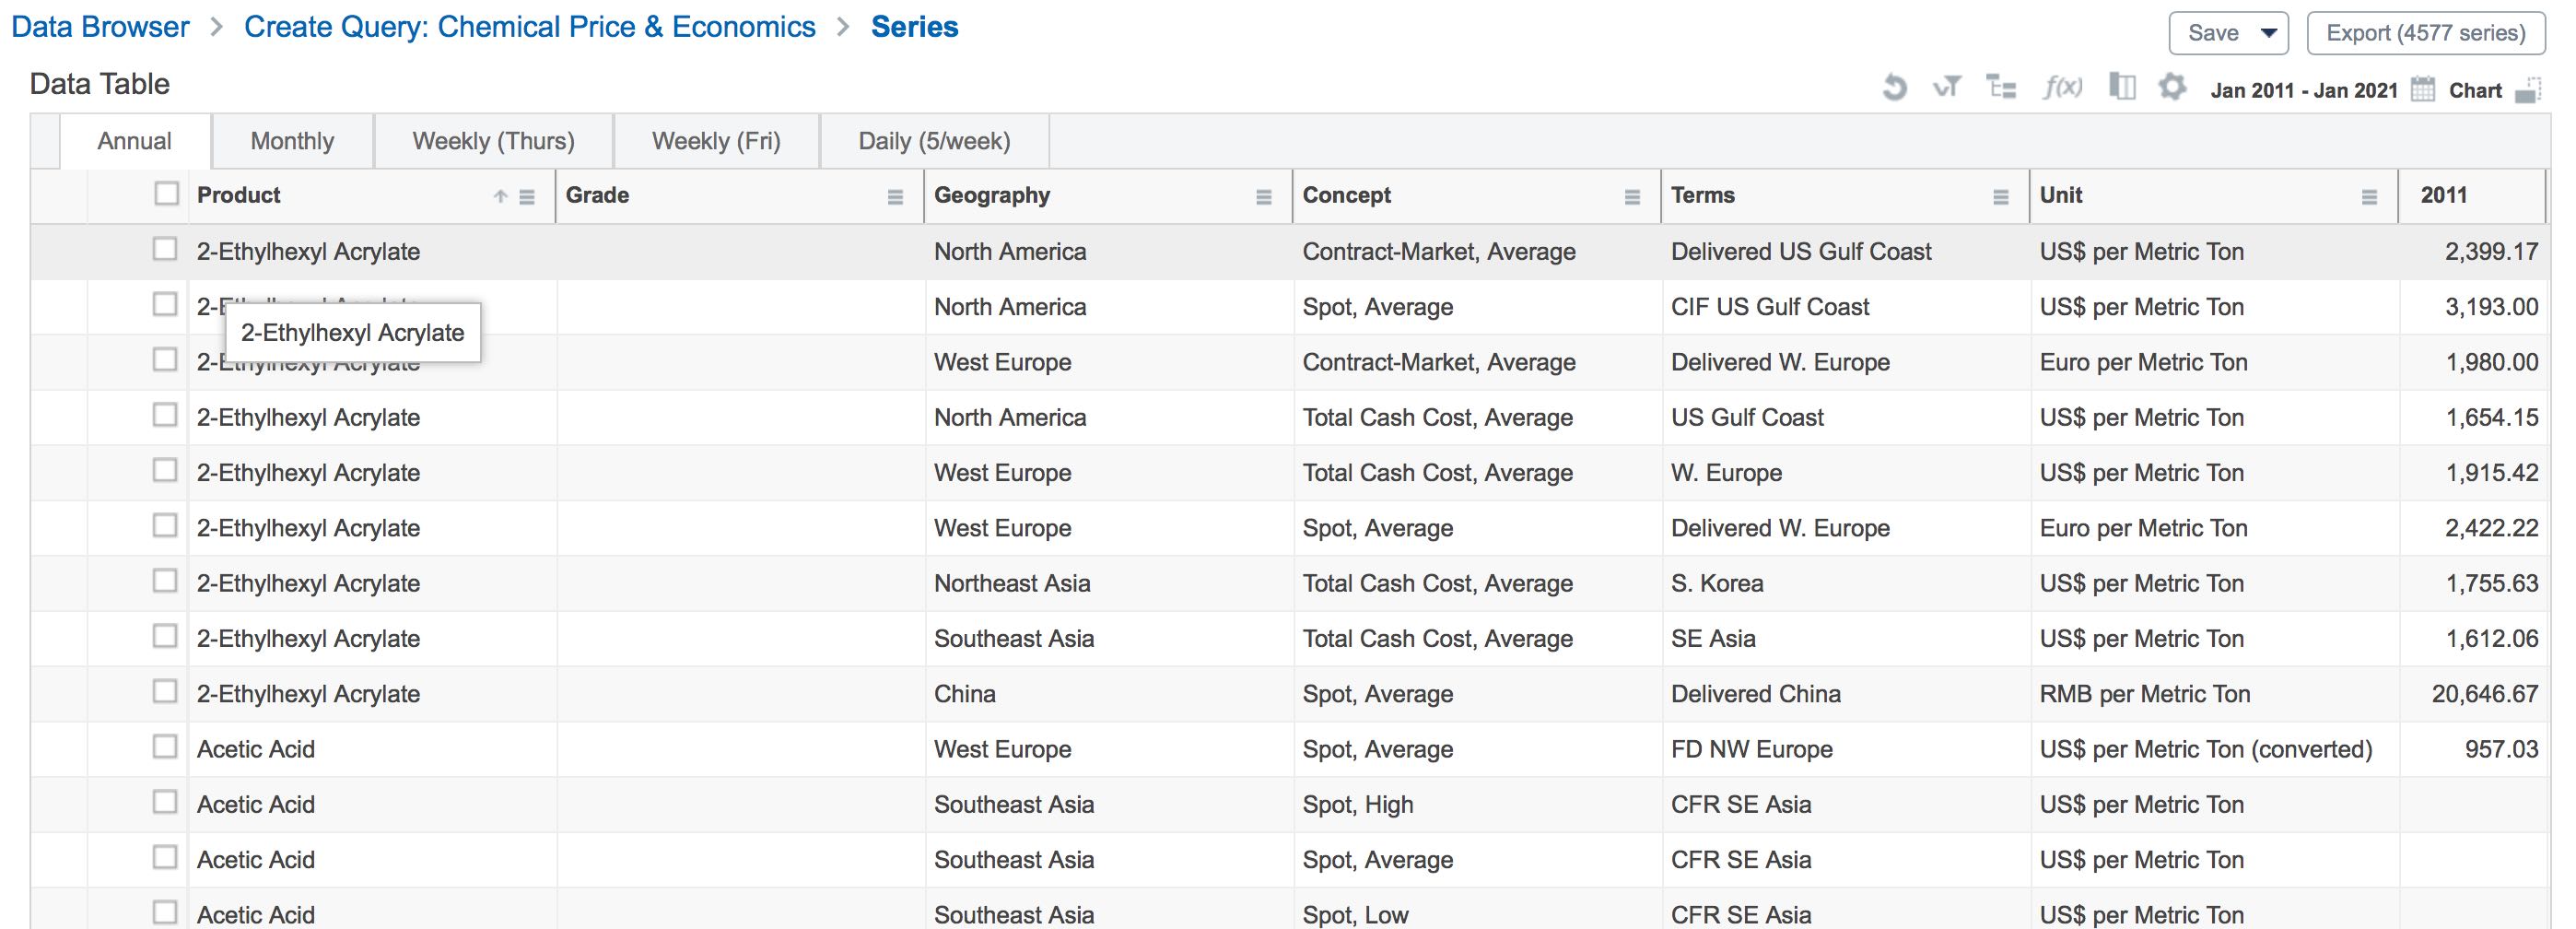 Data Browser > Create Query: Chemical Price & Economics > Series
Save
Export (4577 series)
Data Table
f(x)
Jan 2011 - Jan 2021
Chart
Annual Monthly Weekly (Thurs) Weekly (Fri) Daily (5/week)
Product Grade Geography Concept Terms Unit 2011
2-Ethylhexyl Acrylate North America Contract-Market, Average Delivered US Gulf Coast US$ per Metric Ton 2,399.17
2-Ethylhexyl Acrylate North America Spot, Average CIF US Gulf Coast US$ per Metric Ton 3,193.00
2-Ethylhexyl Acrylate
2-Ethylhexyl Acrylate West Europe Contract-Market, Average Delivered W. Europe Euro per Metric Ton 1,980.00
2-Ethylhexyl Acrylate North America Total Cash Cost, Average US Gulf Coast US$ per Metric Ton 1,654.15
2-Ethylhexyl Acrylate West Europe Total Cash Cost, Average W. Europe US$ per Metric Ton 1,915.42
2-Ethylhexyl Acrylate West Europe Spot, Average Delivered W. Europe Euro per Metric Ton 2,422.22
2-Ethylhexyl Acrylate Northeast Asia Total Cash Cost, Average S. Korea US$ per Metric Ton 1,755.63
2-Ethylhexyl Acrylate Southeast Asia Total Cash Cost, Average SE Asia US$ per Metric Ton 1,612.06
2-Ethylhexyl Acrylate China Spot, Average Delivered China RMB per Metric Ton 20,646.67
Acetic Acid West Europe Spot, Average FD NW Europe US$ per Metric Ton (converted) 957.03
Acetic Acid Southeast Asia Spot, High CFR SE Asia US$ per Metric Ton
Acetic Acid Southeast Asia Spot, Average CFR SE Asia US$ per Metric Ton
Acetic Acid Southeast Asia Spot, Low CFR SE Asia US$ per Metric Ton